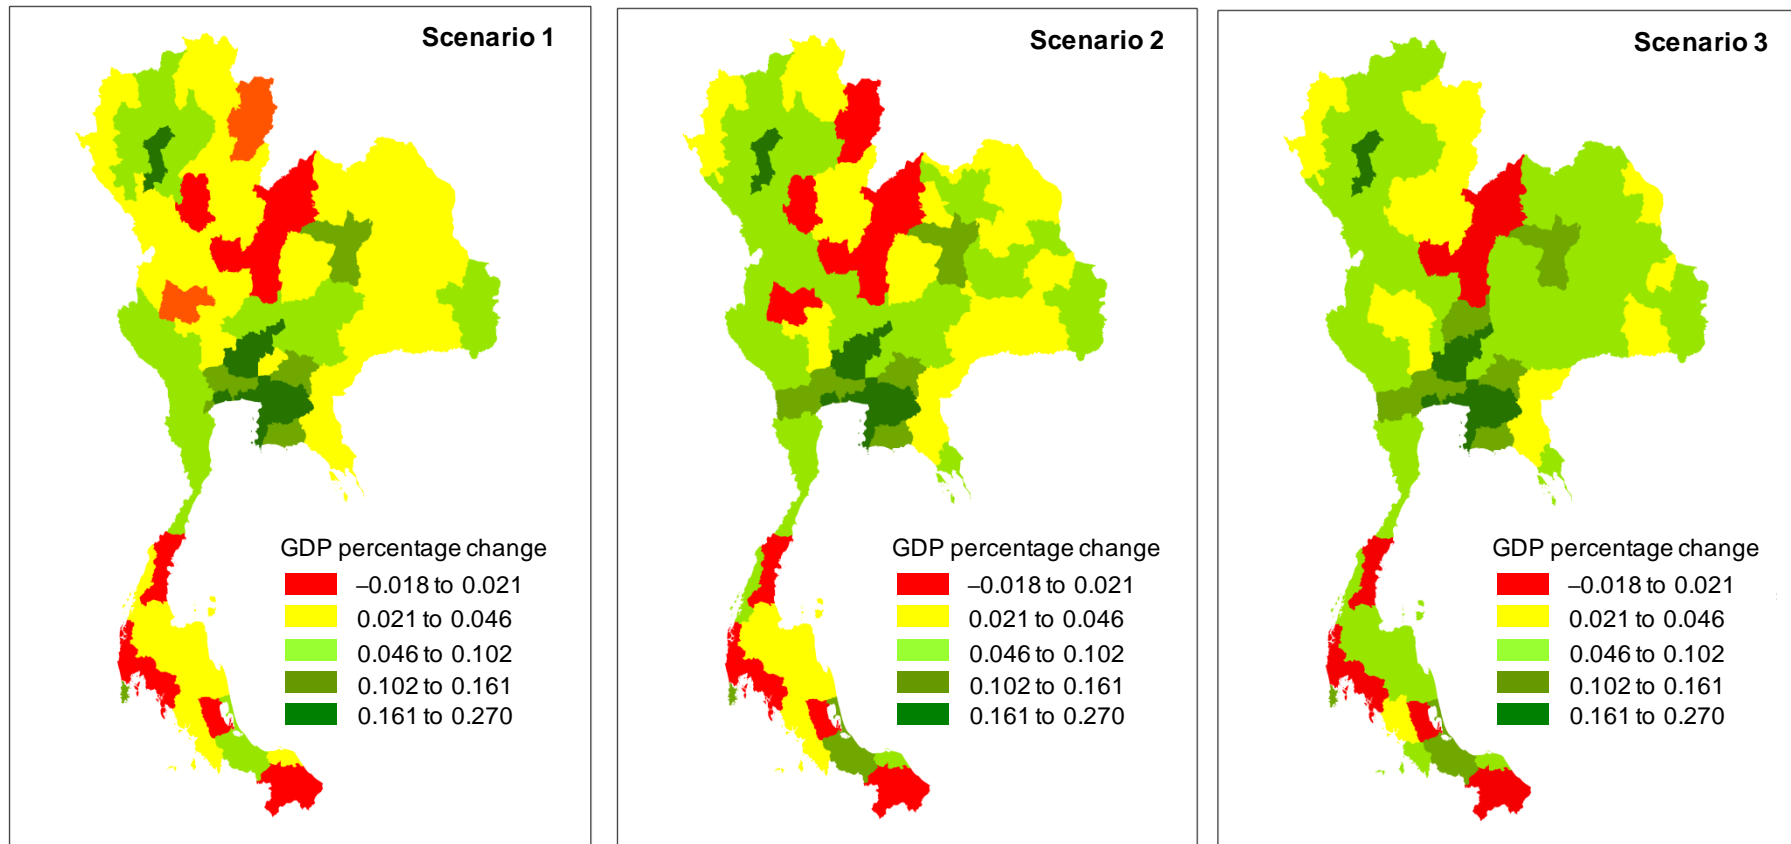 Scenario 1
GDP percentage change
–0.018 to 0.021
0.021 to 0.046
0.046 to 0.102
0.102 to 0.161
0.161 to 0.270
Scenario 2
GDP percentage change
–0.018 to 0.021
0.021 to 0.046
0.046 to 0.102
0.102 to 0.161
0.161 to 0.270
Scenario 3
GDP percentage change
–0.018 to 0.021
0.021 to 0.046
0.046 to 0.102
0.102 to 0.161
0.161 to 0.270